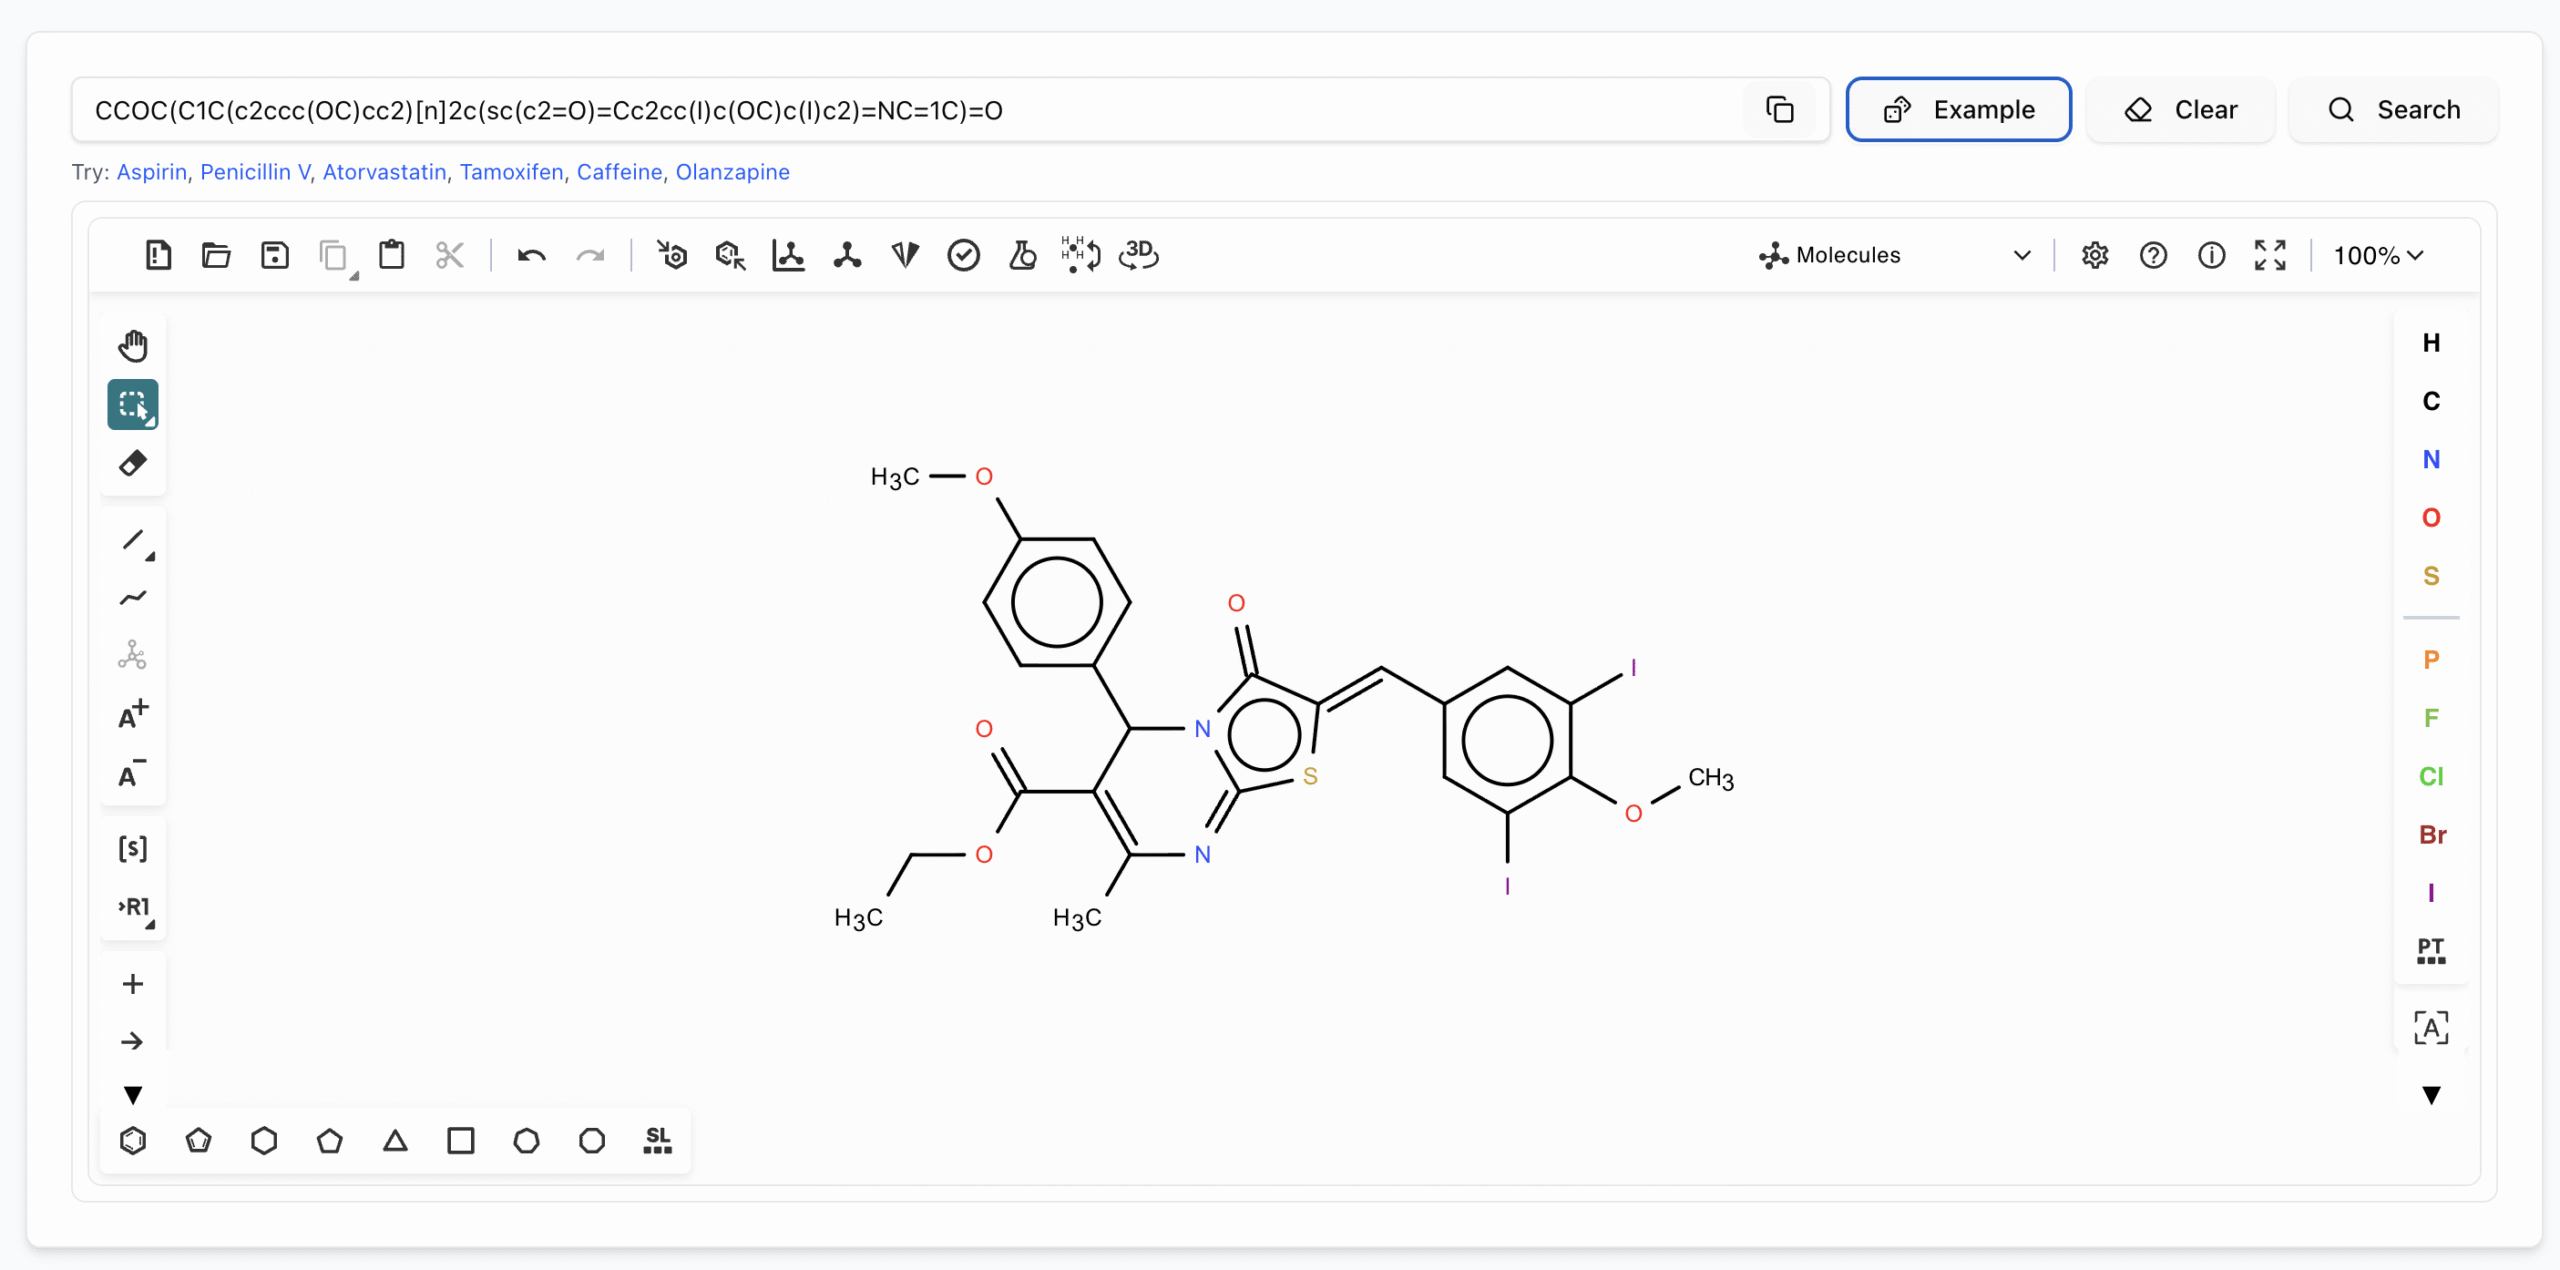 CCOC(C1C(c2ccc(OC)cc2)[n]2c(sc(c2=O)=Cc2cc(I)c(OC)c(I)c2)=NC=1C)=O
Example
Clear
Search
Try: Aspirin, Penicillin V, Atorvastatin, Tamoxifen, Caffeine, Olanzapine
H H
H H
3D
Molecules
100%
H
C
N
O
S
P
F
Cl
Br
I
PT
A
A+
A-
[S]
›R1
SL
H3C
O
O
I
O
N
S
CH3
O
O
N
I
H3C
H3C